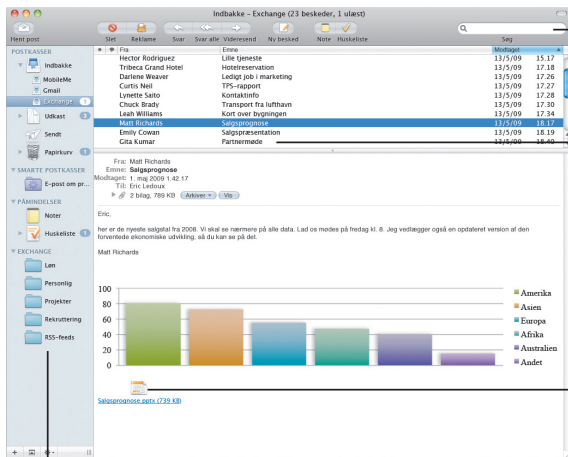 Indbakke – Exchange (23 beskeder, 1 ulæst)
Hent post
Slet Reklame Svar Svar alle Videresend Ny besked Note Huskeliste Søg
POSTKASSER
Indbakke
MobileMe
Gmail
Exchange 1
Udkast 3
Sendt
Papirkurv 1
SMARTE POSTKASSER
E-post om pr...
PÅMINDELSER
Noter
Huskeliste 1
EXCHANGE
Løn
Personlig
Projekter
Rekruttering
RSS-feeds
Fra Emne Modtaget
Hector Rodriguez Lille tjeneste 13/5/09 15.17
Tribeca Grand Hotel Hotelreservation 13/5/09 17.18
Darlene Weaver Ledigt job i marketing 13/5/09 17.26
Curtis Neil TPS-rapport 13/5/09 17.27
Lynette Saito Kontaktinfo 13/5/09 17.28
Chuck Brady Transport fra lufthavn 13/5/09 17.30
Leah Williams Kort over bygningen 13/5/09 17.34
Matt Richards Salgsprognose 13/5/09 18.17
Emily Cowan Salgspræsentation 13/5/09 18.19
Gita Kumar Partnermøde 13/5/09 18.40
Fra: Matt Richards
Emne: Salgsprognose
Modtaget: 1. maj 2009 1.42.17
Til: Eric Ledoux
2 bilag, 789 KB Arkiver Vis
Eric,
her er de nyeste salgstal fra 2008. Vi skal se nærmere på alle data. Lad os mødes på fredag kl. 8. Jeg vedlægger også en opdateret version af den
forventede økonomiske udvikling, så du kan se på det.
Matt Richards
100
80
60
40
20
0
Amerika
Asien
Europa
Afrika
Australien
Andet
Salgsprognose.pptx (739 KB)